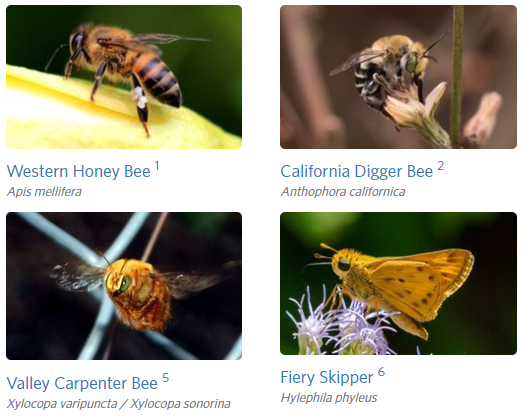 Western Honey Bee 1
Apis mellifera
California Digger Bee 2
Anthophora californica
Valley Carpenter Bee 5
Xylocopa varipuncta / Xylocopa sonorina
Fiery Skipper 6
Hylephila phyleus